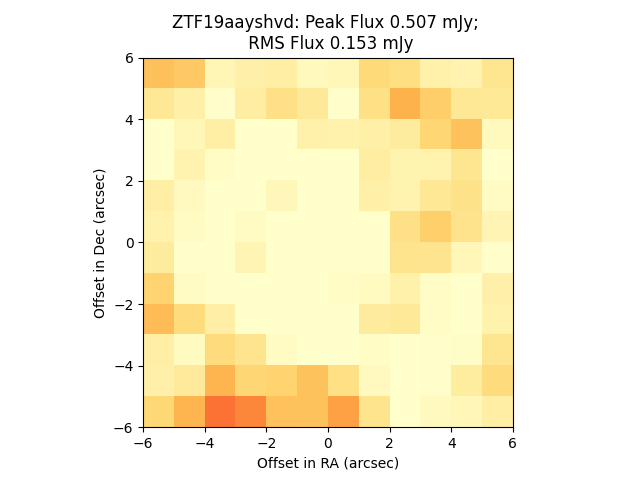 ZTF19aayshvd: Peak Flux 0.507 mJy;
RMS Flux 0.153 mJy
6
4
2
0
−2
−4
−6
Offset in Dec (arcsec)
−6 −4 −2 0 2 4 6
Offset in RA (arcsec)